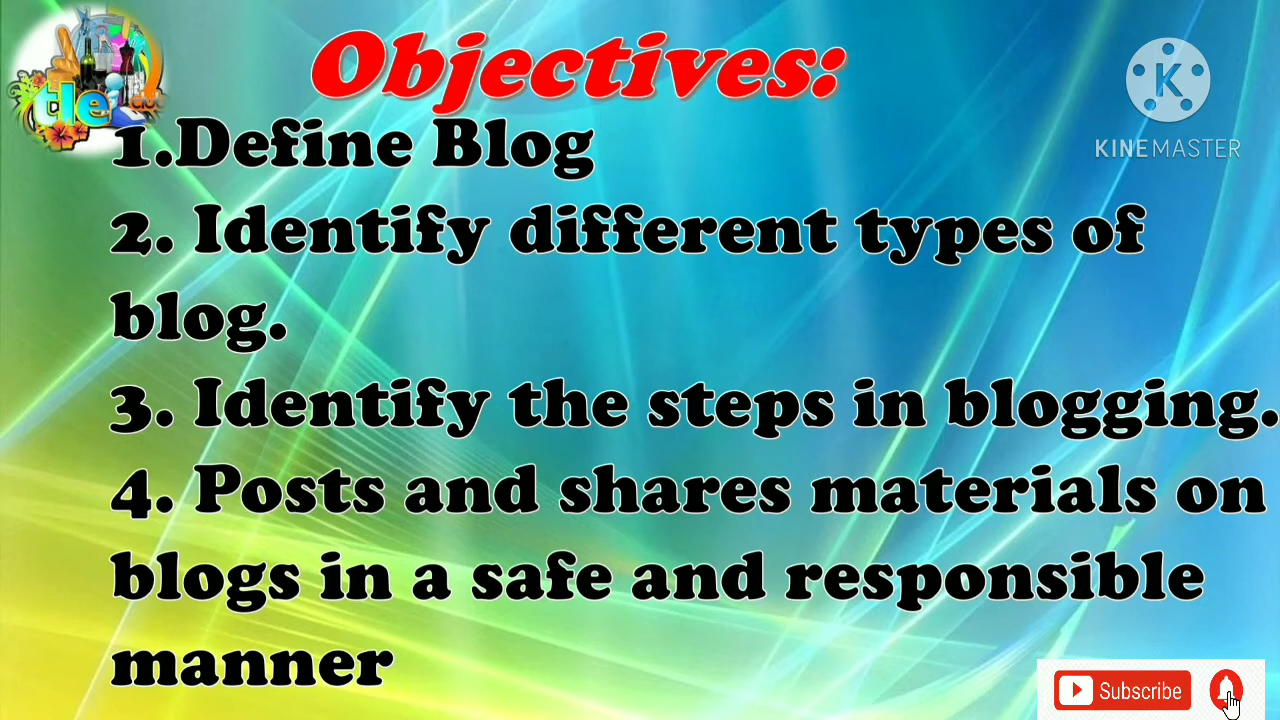 Objectives:
tle
1.Define Blog
2. Identify different types of
blog.
3. Identify the steps in blogging.
4. Posts and shares materials on
blogs in a safe and responsible
manner
K
KINEMASTER
Subscribe